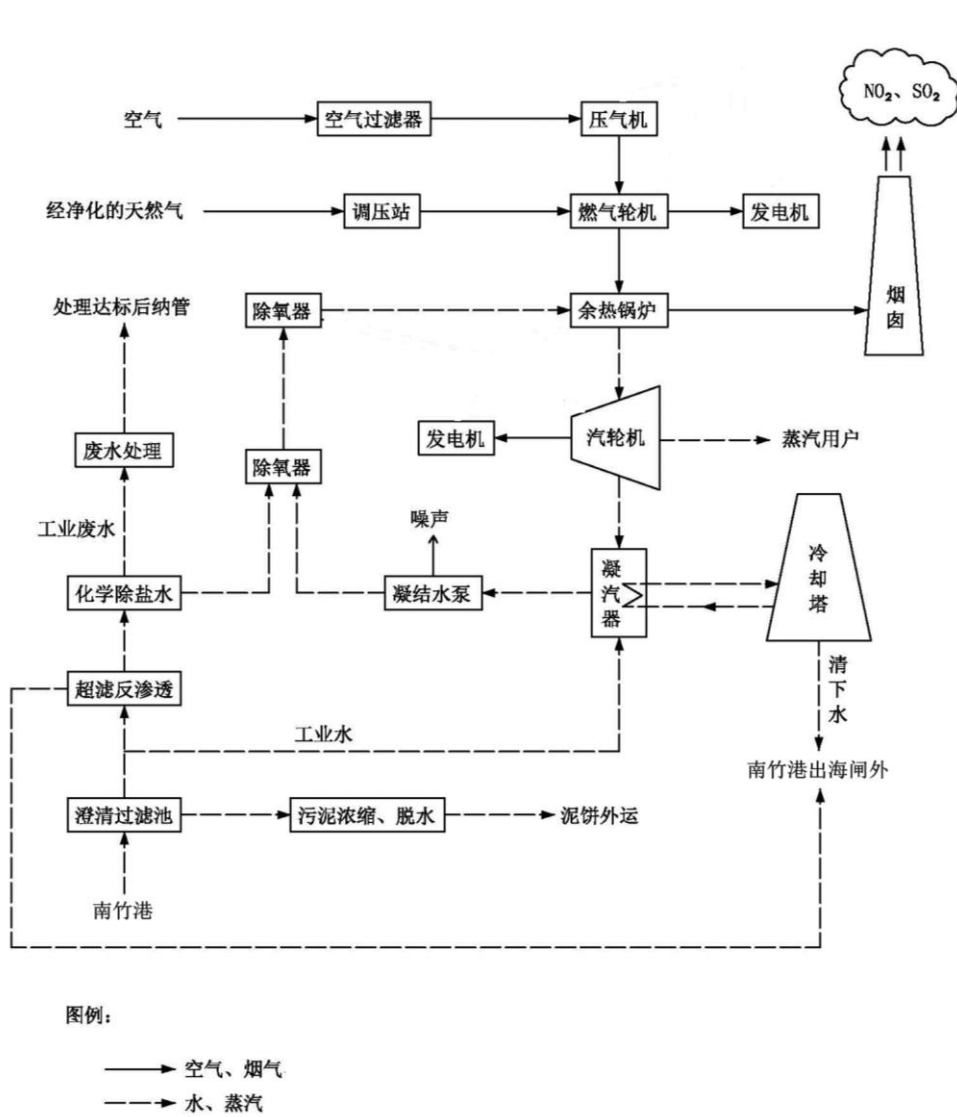 NO₂、SO₂
空气
空气过滤器
压气机
经净化的天然气
调压站
燃气轮机
发电机
烟囱
处理达标后纳管
除氧器
余热锅炉
废水处理
除氧器
发电机
汽轮机
蒸汽用户
工业废水
噪声
化学除盐水
凝结水泵
凝汽器
冷却塔
超滤反渗透
清下水
工业水
南竹港出海闸外
澄清过滤池
污泥浓缩、脱水
泥饼外运
南竹港
图例：
空气、烟气
水、蒸汽